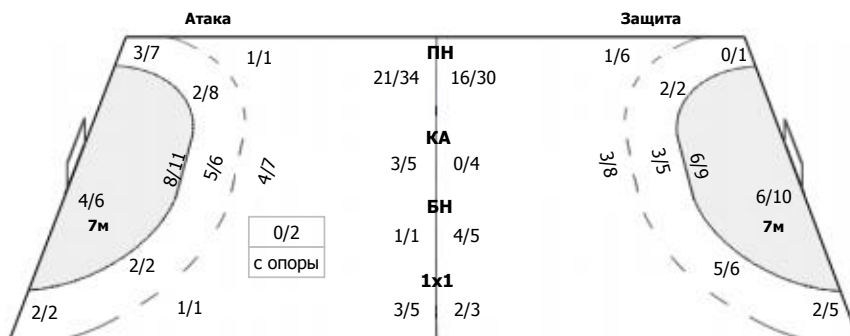 Атака Защита
3/7 1/1 ПН 1/6 0/1
21/34 16/30
2/8 2/2
КА
8/11 5/6 4/7 3/5 0/4 3/8 3/5 6/9
4/6 6/10
7м БН 7м
0/2 1/1 4/5
с опоры
2/2 5/6
1x1
2/2 1/1 3/5 2/3 2/5